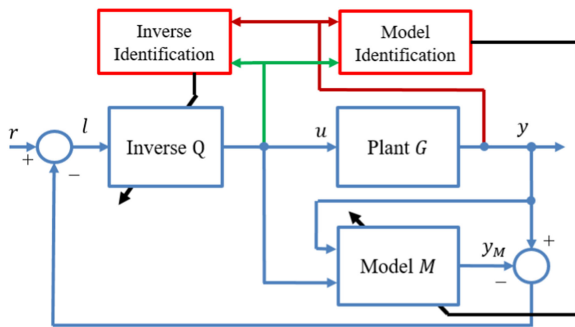 Inverse
Identification
Model
Identification
r
+
−
l
Inverse Q
u
Plant G
y
Model M
y_M
+
−